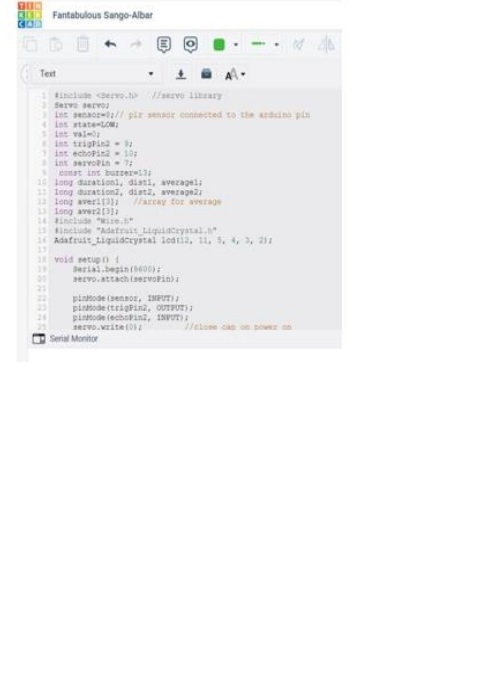 TIN
KER
CAD
Fantabulous Sango-Albar
Text
AA
1 #include <Servo.h> //servo library
2 Servo servo;
3 int sensor=8;// pir sensor connected to the arduino pin
4 int state=LOW;
5 int val=0;
6 int trigPin2 = 9;
7 int echoPin2 = 10;
8 int servoPin = 7;
9 const int buzzer=13;
10 long duration1, dist1, average1;
11 long duration2, dist2, average2;
12 long aver1[3]; //array for average
13 long aver2[3];
14 #include "Wire.h"
15 #include "Adafruit_LiquidCrystal.h"
16 Adafruit_LiquidCrystal lcd(12, 11, 5, 4, 3, 2);
17
18 void setup() {
19 Serial.begin(9600);
20 servo.attach(servoPin);
21
22 pinMode(sensor, INPUT);
23 pinMode(trigPin2, OUTPUT);
24 pinMode(echoPin2, INPUT);
25 servo.write(0); //close cap on power on
Serial Monitor